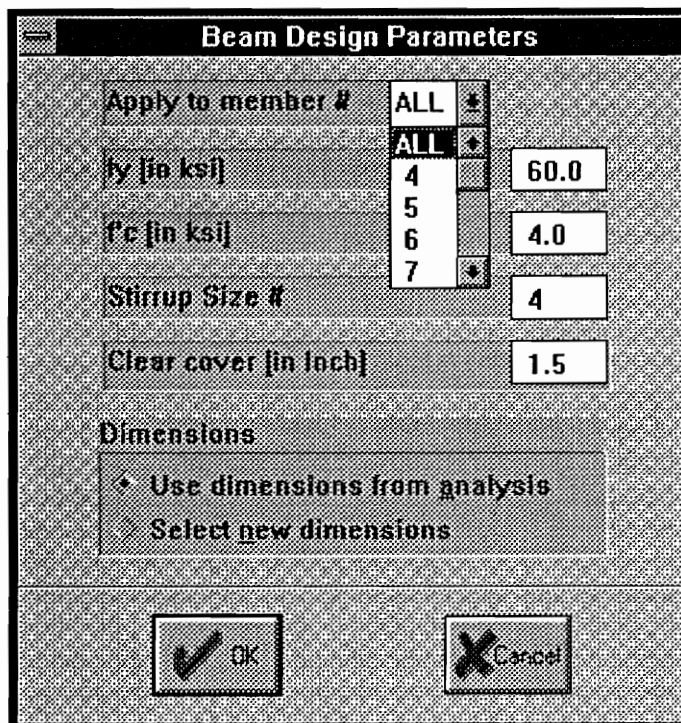 Beam Design Parameters
Apply to member # ALL
ALL
fy [in ksi] 60.0
4
5
f'c [in ksi] 4.0
6
7
Stirrup Size # 4
Clear cover [in Inch] 1.5
Dimensions
Use dimensions from analysis
Select new dimensions
OK Cancel